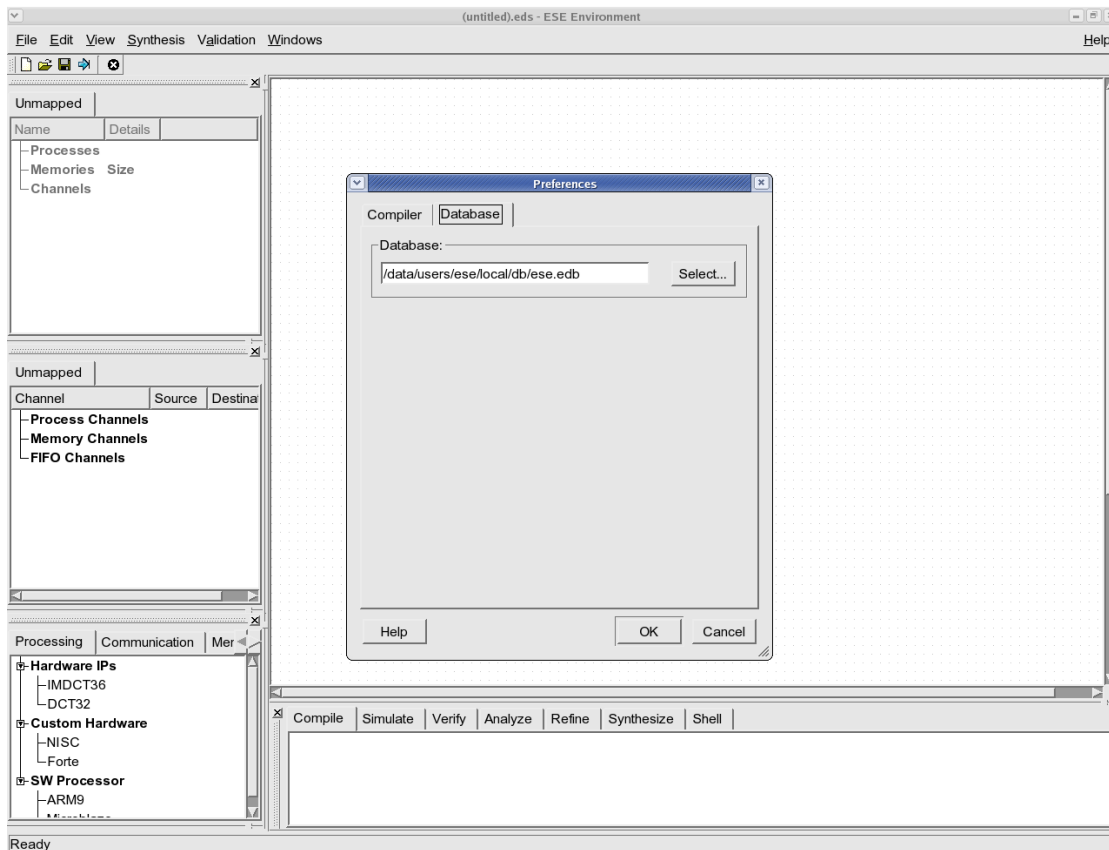 (untitled).eds - ESE Environment
File Edit View Synthesis Validation Windows Help
Unmapped
Name Details
Processes
Memories Size
Channels
Preferences
Compiler Database
Database:
/data/users/ese/local/db/ese.edb Select...
Unmapped
Channel Source Destina
Process Channels
Memory Channels
FIFO Channels
Help OK Cancel
Processing Communication Mer
Hardware IPs
IMDCT36
DCT32
Custom Hardware
NISC
Forte
SW Processor
ARM9
Compile Simulate Verify Analyze Refine Synthesize Shell
Ready